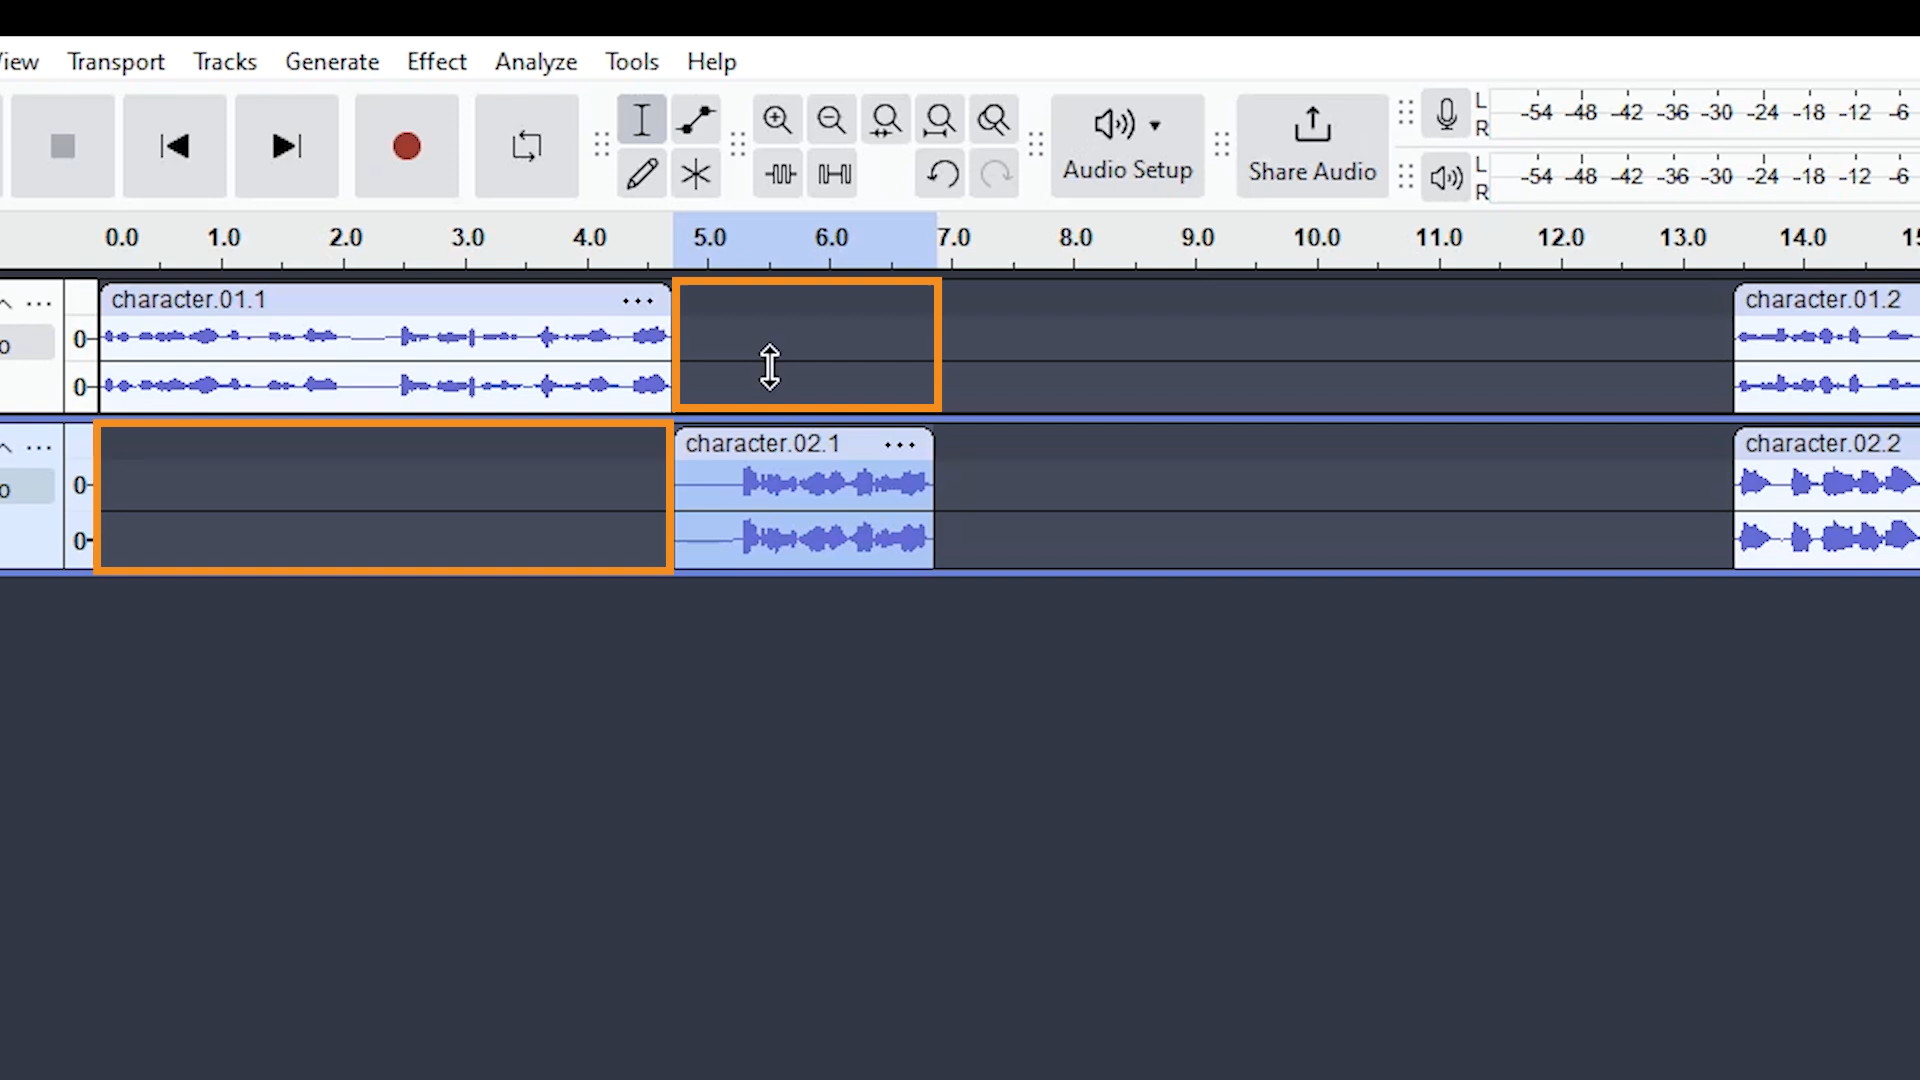 View Transport Tracks Generate Effect Analyze Tools Help
L -54 -48 -42 -36 -30 -24 -18 -12 -6
R
Audio Setup Share Audio
L -54 -48 -42 -36 -30 -24 -18 -12 -6
R
0.0 1.0 2.0 3.0 4.0 5.0 6.0 7.0 8.0 9.0 10.0 11.0 12.0 13.0 14.0 15
character.01.1 ... character.01.2
0-
o
0-
character.02.1 ... character.02.2
0-
o
0-